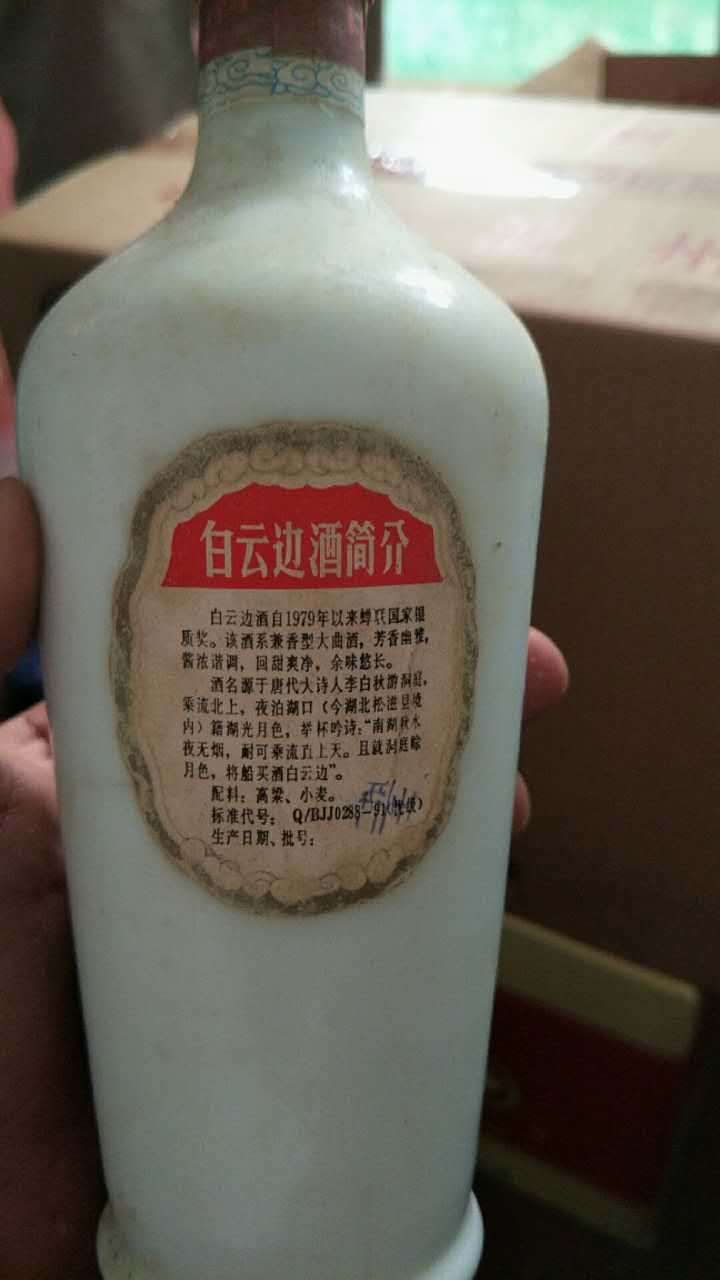 白云边酒简介
白云边酒自1979年以来蝉联国家银
质奖。该酒系兼香型大曲酒，芳香幽雅，
酱浓谐调，回甜爽净，余味悠长。
酒名源于唐代大诗人李白秋游洞庭，
乘流北上，夜泊湖口（今湖北松滋县境
内）籍湖光月色，举杯吟诗：“南湖秋水
夜无烟，耐可乘流直上天。且就洞庭赊
月色，将船买酒白云边”。
配料：高粱、小麦。
标准代号：Q/BJJ0288-91
生产日期、批号：